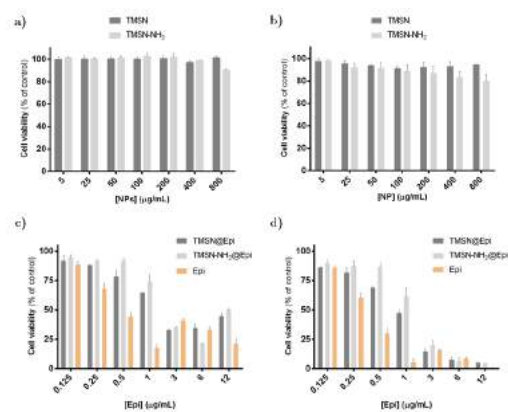 a)
TMSN
TMSN-NH2
Cell viability (% of control)
120
100
80
60
40
20
0
5
25
50
100
200
400
800
[NPs] (µg/mL)
b)
TMSN
TMSN-NH2
Cell viability (% of control)
120
100
80
60
40
20
0
5
25
50
100
200
400
800
[NP] (µg/mL)
c)
TMSN@Epi
TMSN-NH2@Epi
Epi
Cell viability (% of control)
100
75
50
25
0
0.125
0.25
0.5
1
3
6
12
[Epi] (µg/mL)
d)
TMSN@Epi
TMSN-NH2@Epi
Epi
Cell viability (% of control)
100
75
50
25
0
0.125
0.25
0.5
1
3
6
12
[Epi] (µg/mL)